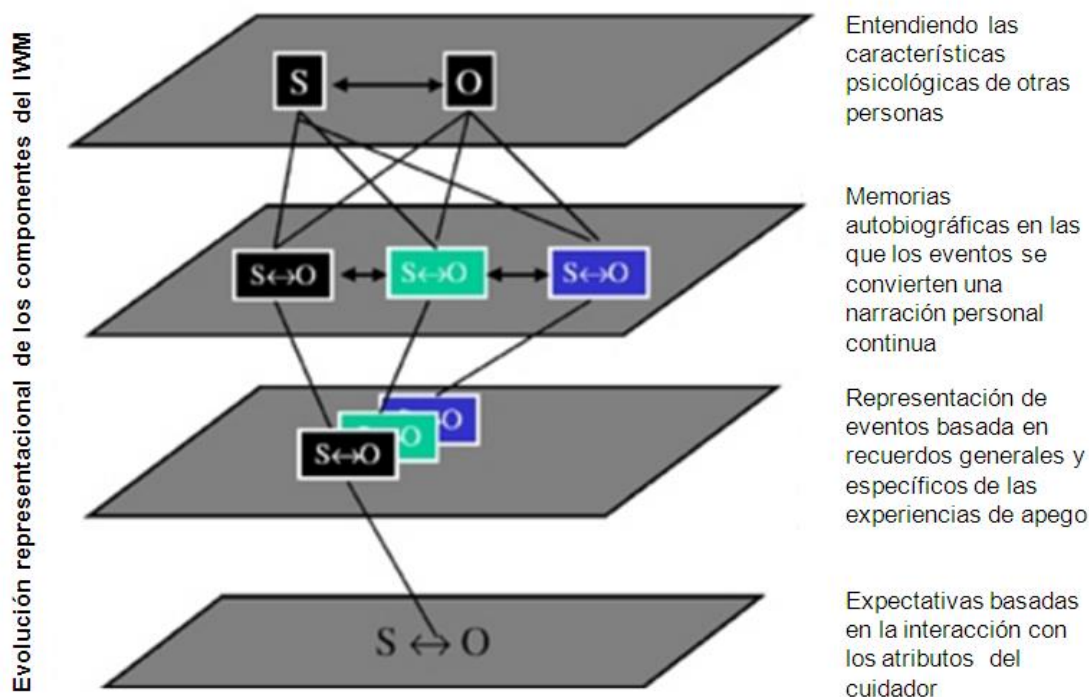 Evolución representacional de los componentes del IWM
S O
Entendiendo las
características
psicológicas de otras
personas
S↔O S↔O S↔O
Memorias
autobiográficas en las
que los eventos se
convierten una
narración personal
continua
S↔O
O
O
Representación de
eventos basada en
recuerdos generales y
específicos de las
experiencias de apego
S ↔ O
Expectativas basadas
en la interacción con
los atributos del
cuidador